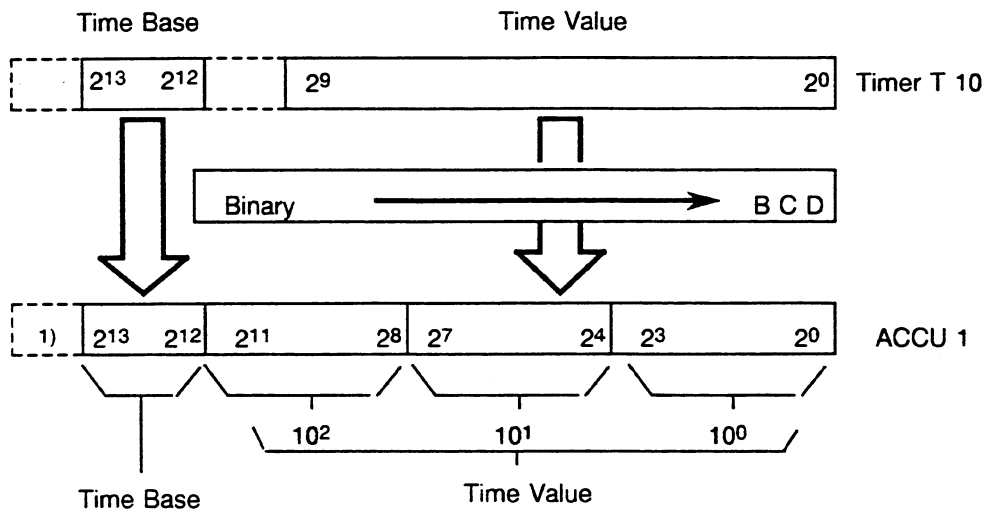 Time Base Time Value
2¹³ 2¹² 2⁹ 2⁰ Timer T 10
Binary B C D
1) 2¹³ 2¹² 2¹¹ 2⁸ 2⁷ 2⁴ 2³ 2⁰ ACCU 1
10² 10¹ 10⁰
Time Base Time Value